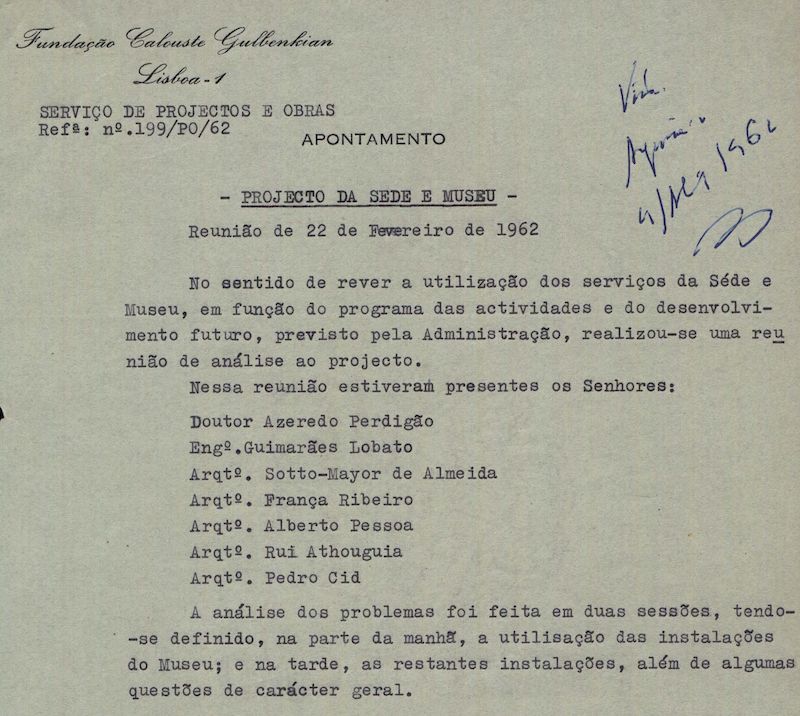 Fundação Calouste Gulbenkian
Lisboa - 1
SERVIÇO DE PROJECTOS E OBRAS
Refª: nº.199/PO/62
APONTAMENTO
- PROJECTO DA SEDE E MUSEU -
Reunião de 22 de Fevereiro de 1962
No sentido de rever a utilização dos serviços da Séde e
Museu, em função do programa das actividades e do desenvolvi-
mento futuro, previsto pela Administração, realizou-se uma reu
nião de análise ao projecto.
Nessa reunião estiveram presentes os Senhores:
Doutor Azeredo Perdigão
Engº.Guimarães Lobato
Arqtº. Sotto-Mayor de Almeida
Arqtº. França Ribeiro
Arqtº. Alberto Pessoa
Arqtº. Rui Athouguia
Arqtº. Pedro Cid
A análise dos problemas foi feita em duas sessões, tendo-
-se definido, na parte da manhã, a utilisação das instalações
do Museu; e na tarde, as restantes instalações, além de algumas
questões de carácter geral.